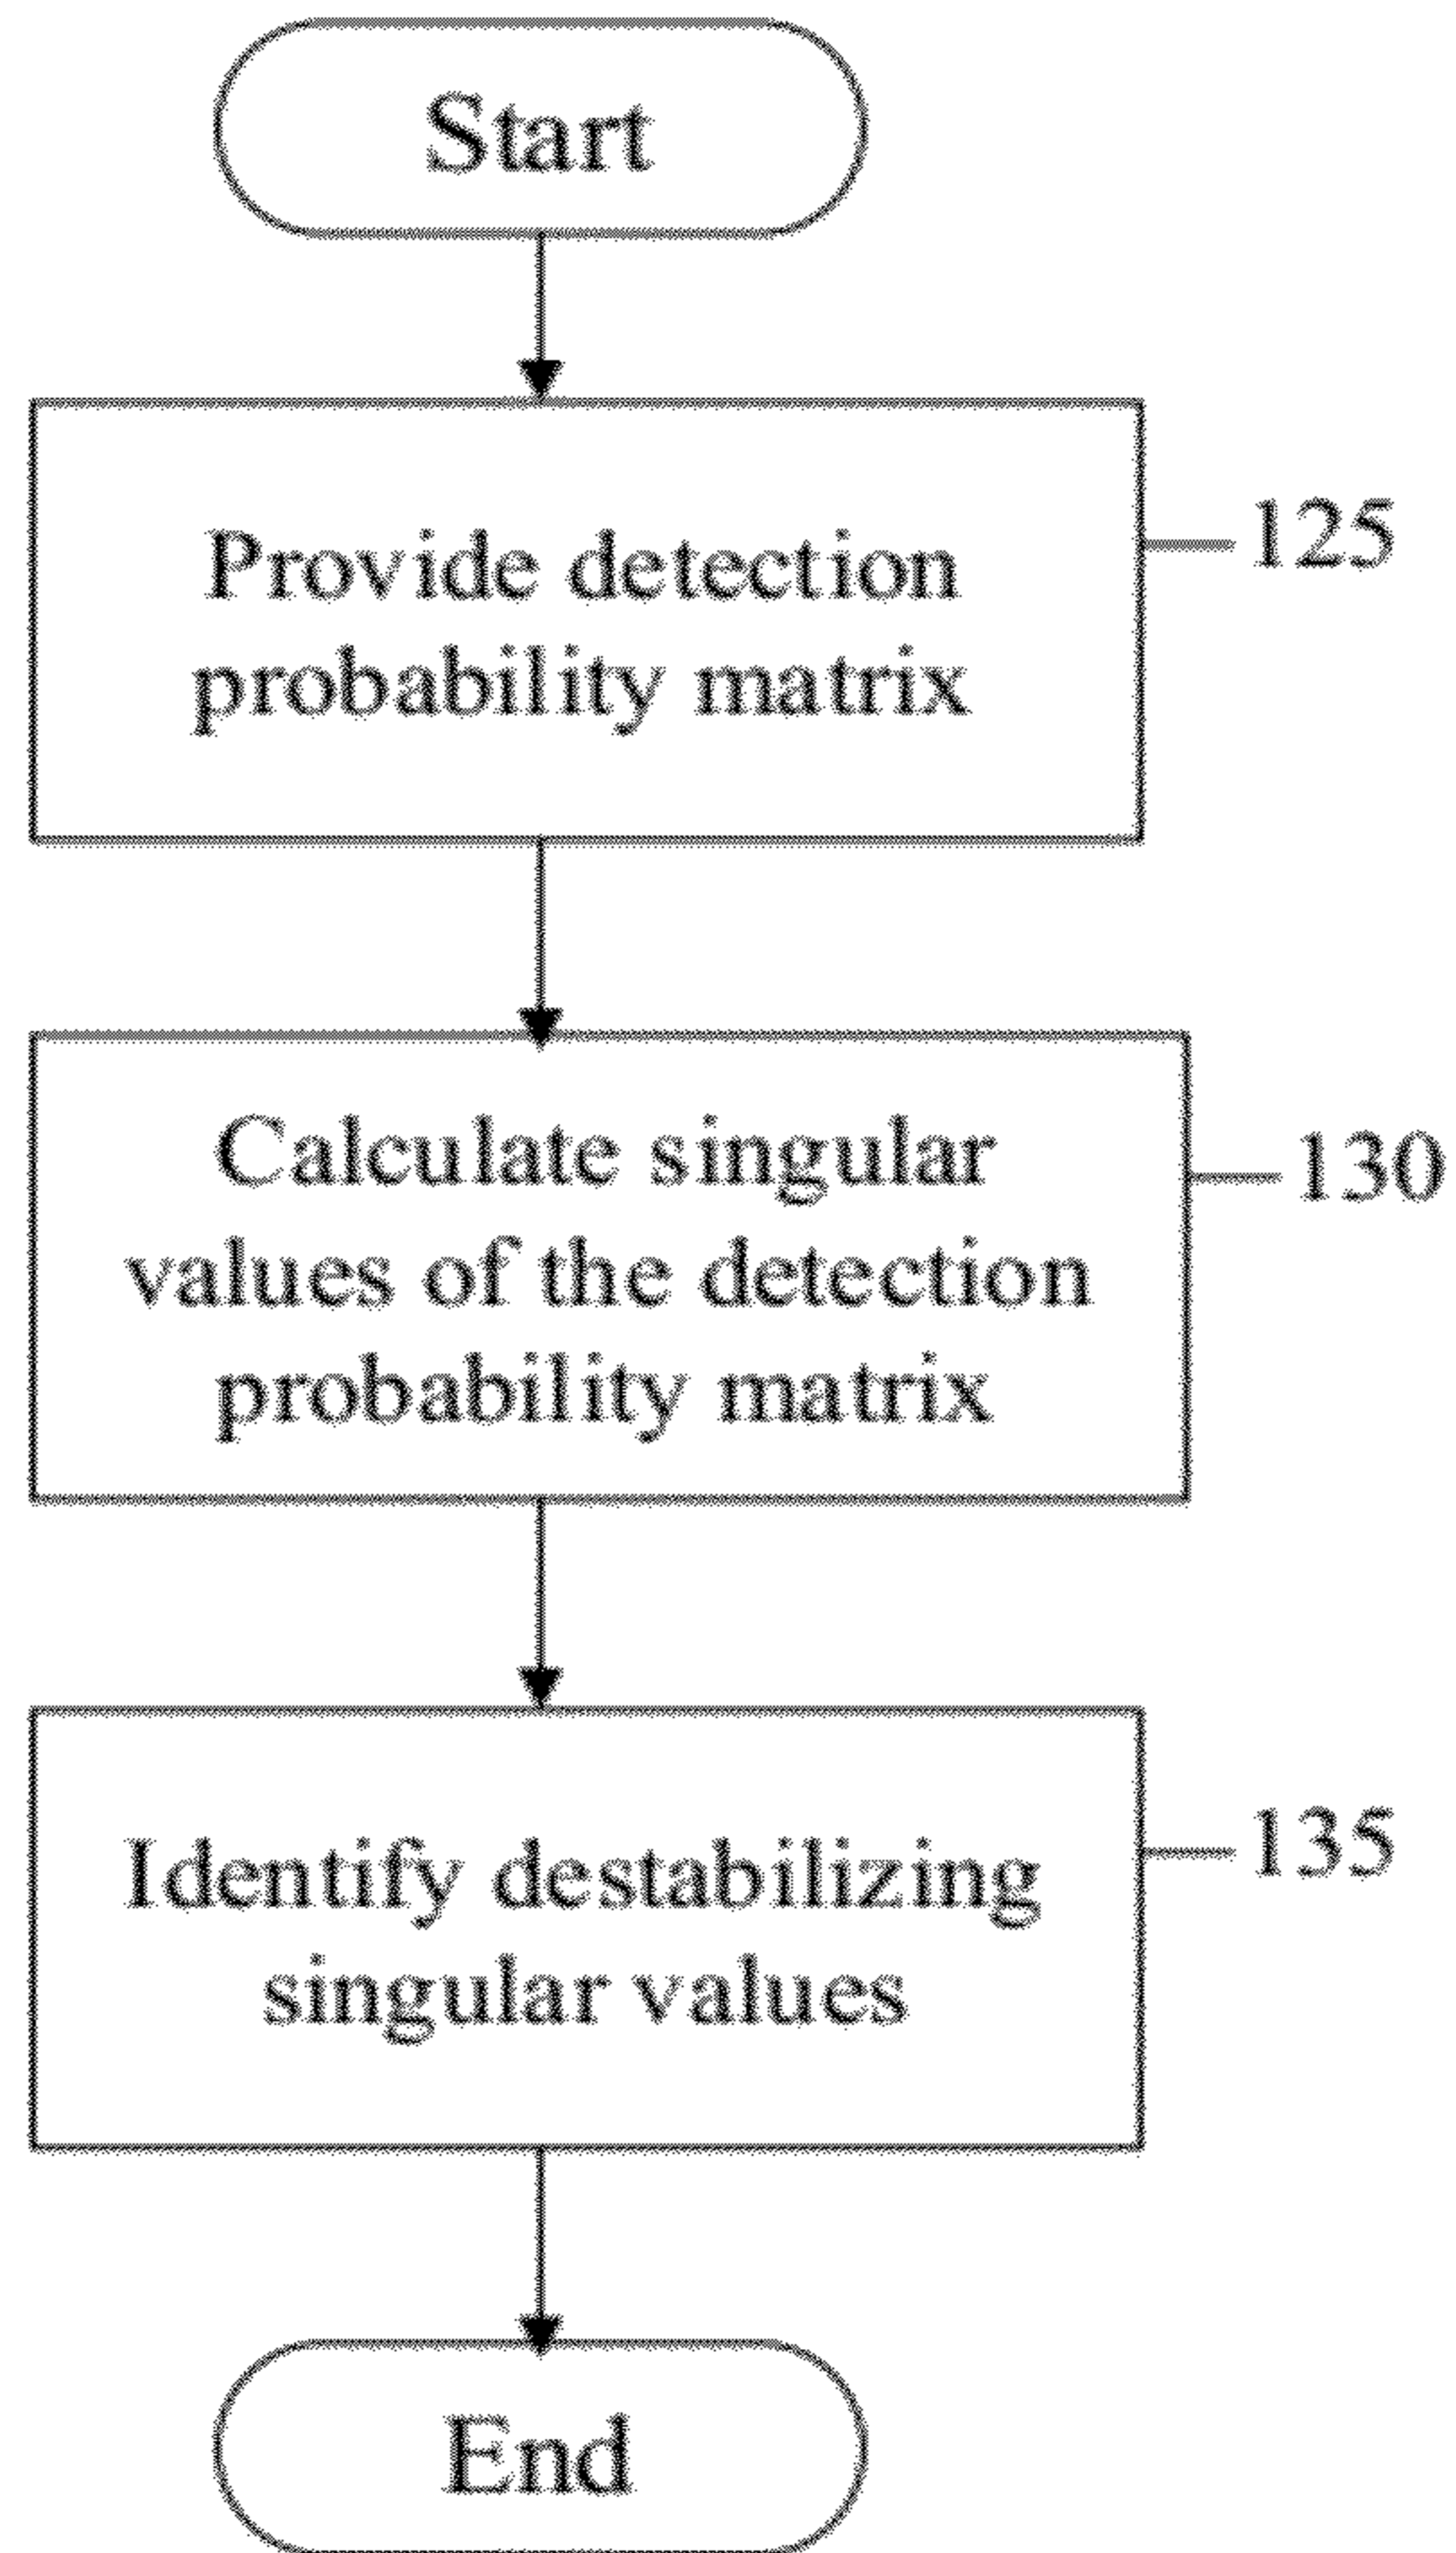 Start
Provide detection
probability matrix
125
Calculate singular
values of the detection
probability matrix
130
Identify destabilizing
singular values
135
End